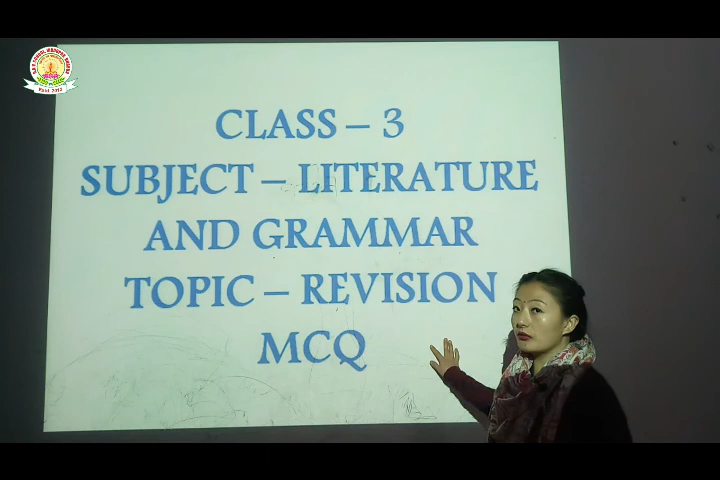 CLASS – 3
SUBJECT – LITERATURE
AND GRAMMAR
TOPIC – REVISION
MCQ